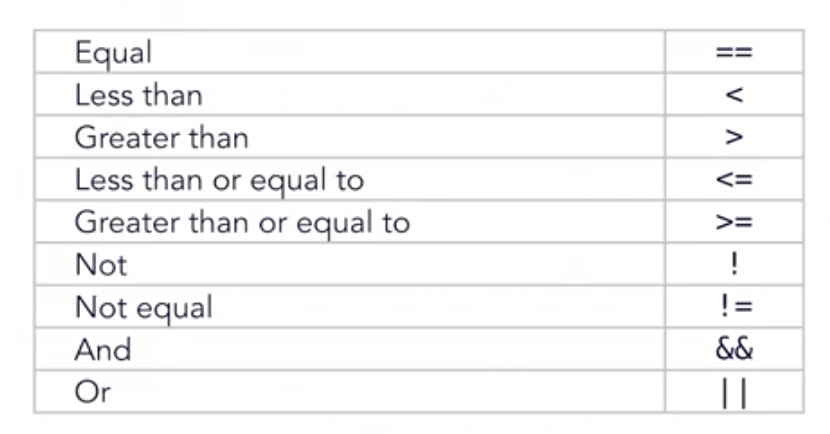 Equal ==
Less than <
Greater than >
Less than or equal to <=
Greater than or equal to >=
Not !
Not equal !=
And &&
Or ||